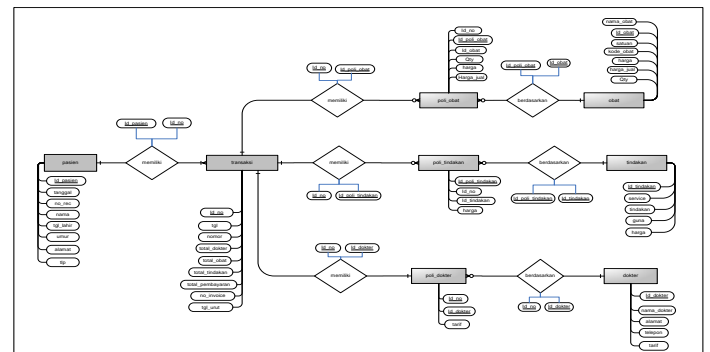 Id_no
Id_poli_obat
Id_obat
Qty
harga
Harga_jual
nama_obat
Id_obat
satuan
kode_obat
harga
harga_jual
Qty
Id_no
Id_poli_obat
Id_poli_obat
Id_obat
memiliki
poli_obat
berdasarkan
obat
Id_pasien
Id_no
pasien
memiliki
transaksi
memiliki
poli_tindakan
berdasarkan
tindakan
Id_pasien
tanggal
no_rec
nama
tgl_lahir
umur
alamat
ttp
Id_no
tgl
nomor
total_dokter
total_obat
total_tindakan
total_pembayaran
no_invoice
tgl_urut
Id_no
Id_poli_tindakan
Id_poli_tindakan
Id_no
Id_tindakan
harga
Id_poli_tindakan
Id_tindakan
Id_tindakan
service
tindakan
guna
harga
Id_no
Id_dokter
memiliki
poli_dokter
berdasarkan
dokter
Id_no
Id_dokter
tarif
Id_no
Id_dokter
Id_dokter
nama_dokter
alamat
telepon
tarif